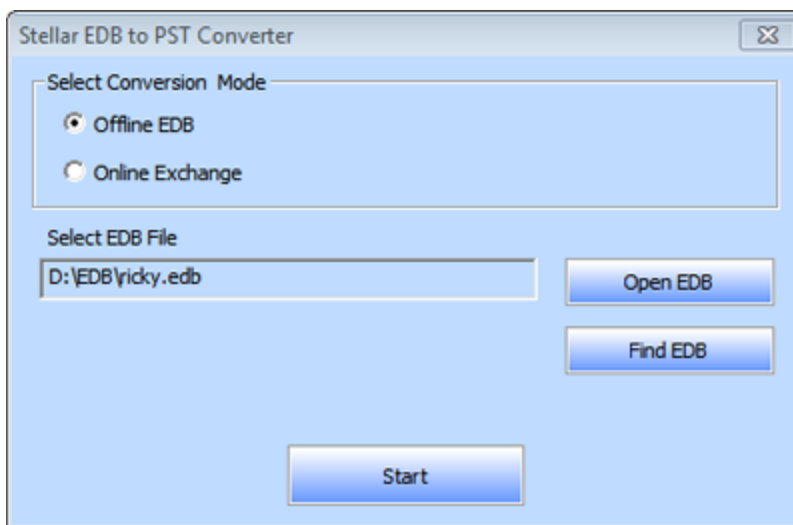 Stellar EDB to PST Converter
Select Conversion Mode
Offline EDB
Online Exchange
Select EDB File
D:\EDB\ricky.edb
Open EDB
Find EDB
Start